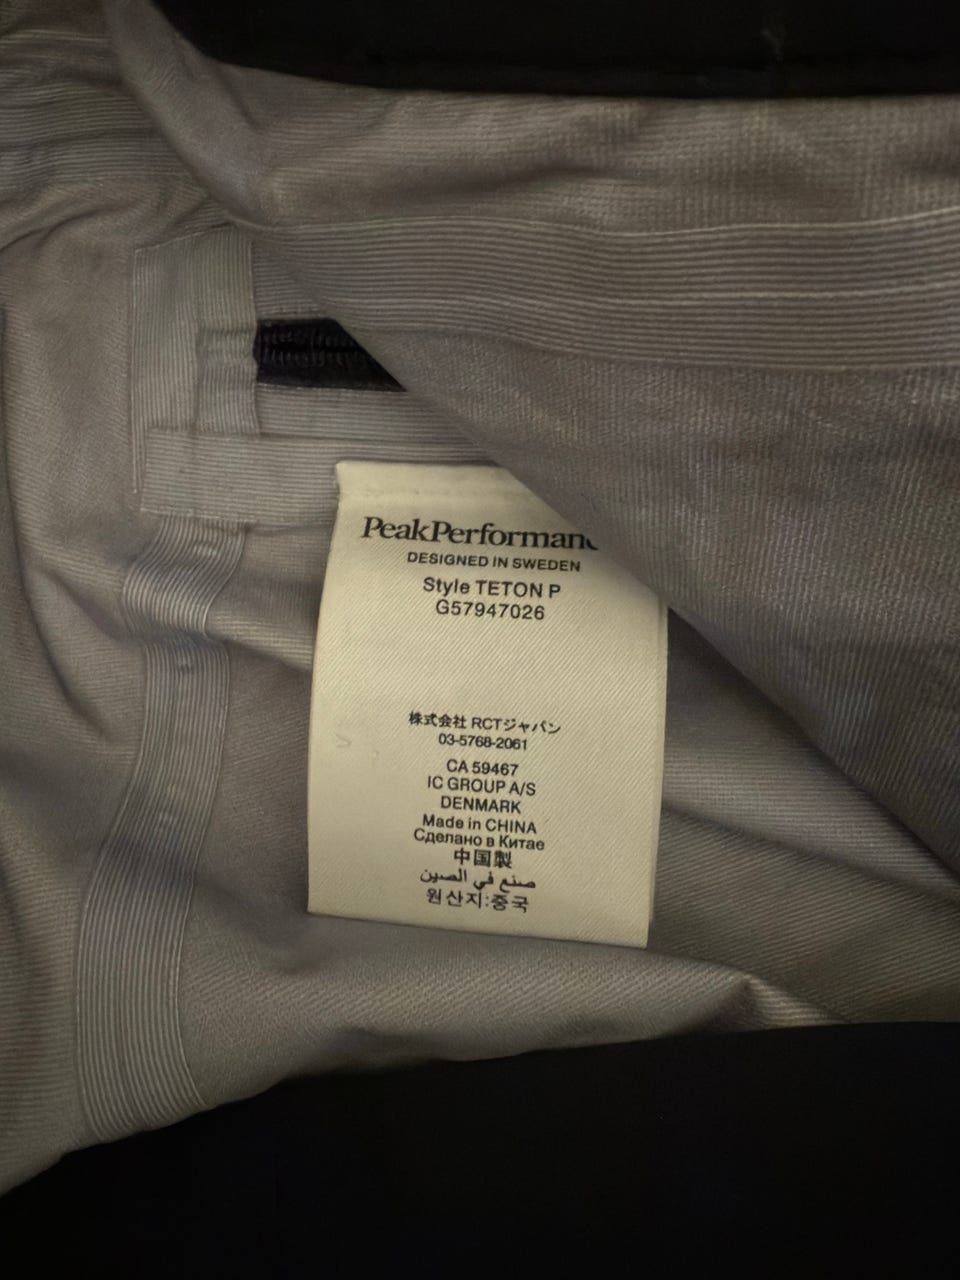 PeakPerformanc
DESIGNED IN SWEDEN
Style TETON P
G57947026
株式会社 RCTジャパン
03-5768-2061
CA 59467
IC GROUP A/S
DENMARK
Made in CHINA
Сделано в Китае
中国製
صنع في الصين
원산지:중국